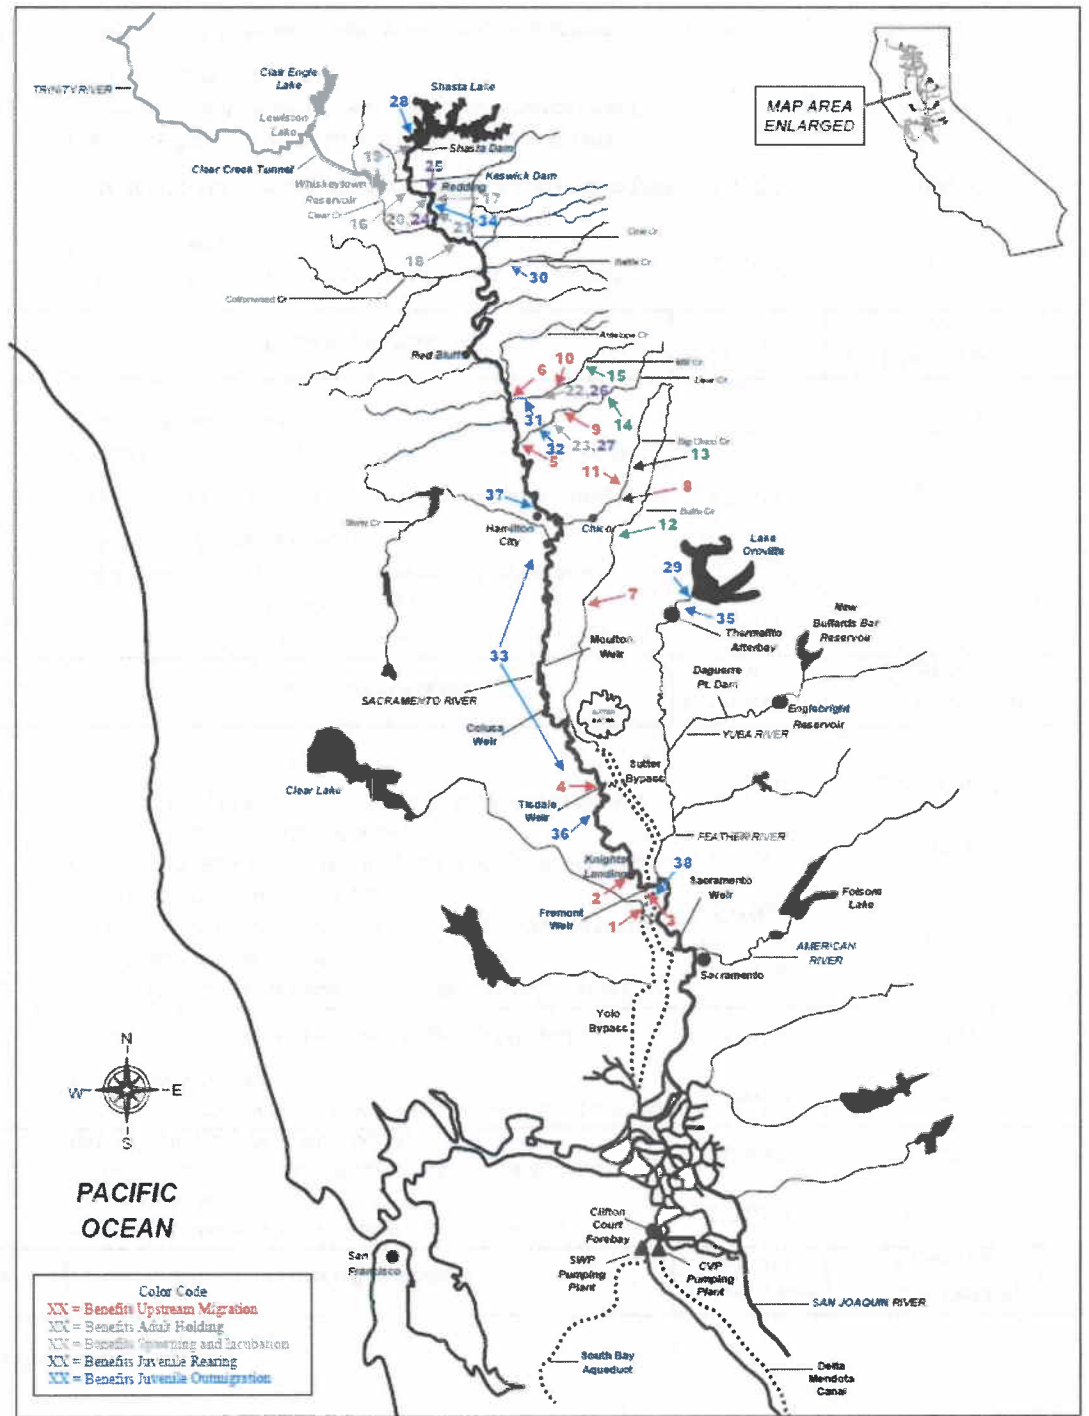 Clair Engle
Lake
Shasta Lake
TRINITY RIVER
28
Lewiston
Lake
MAP AREA
ENLARGED
Shasta Dam
19
Clear Creek Tunnel
25
Keswick Dam
Whiskeytown
Reservoir
Redding
17
Clear Cr
16
20
24
21
34
18
30
Battle Cr
Cottonwood Cr
Antelope Cr
Red Bluff
6
10
15
Mill Cr
Deer Cr
22,26
31
9
14
32
23,27
5
Big Chico Cr
13
11
8
37
Butte Cr
12
Stony Cr
Hamilton
City
Chico
Lake
Oroville
29
35
7
New
Bullards Bar
Reservoir
Thermalito
Afterbay
Moulton
Weir
33
Daguerre
Pt. Dam
SACRAMENTO RIVER
Englebright
Reservoir
Colusa
Weir
YUBA RIVER
Sutter
Bypass
Clear Lake
4
Tisdale
Weir
36
FEATHER RIVER
Knights
Landing
38
Sacramento
Weir
2
Folsom
Lake
Fremont
Weir
1
3
AMERICAN
RIVER
Sacramento
Yolo
Bypass
N
W
E
S
PACIFIC
OCEAN
Clifton
Court
Forebay
San
Francisco
SWP
Pumping
Plant
CVP
Pumping
Plant
SAN JOAQUIN RIVER
South Bay
Aqueduct
Delta
Mendota
Canal
Color Code
XX = Benefits Upstream Migration
XX = Benefits Adult Holding
XX = Benefits Spawning and Incubation
XX = Benefits Juvenile Rearing
XX = Benefits Juvenile Outmigration